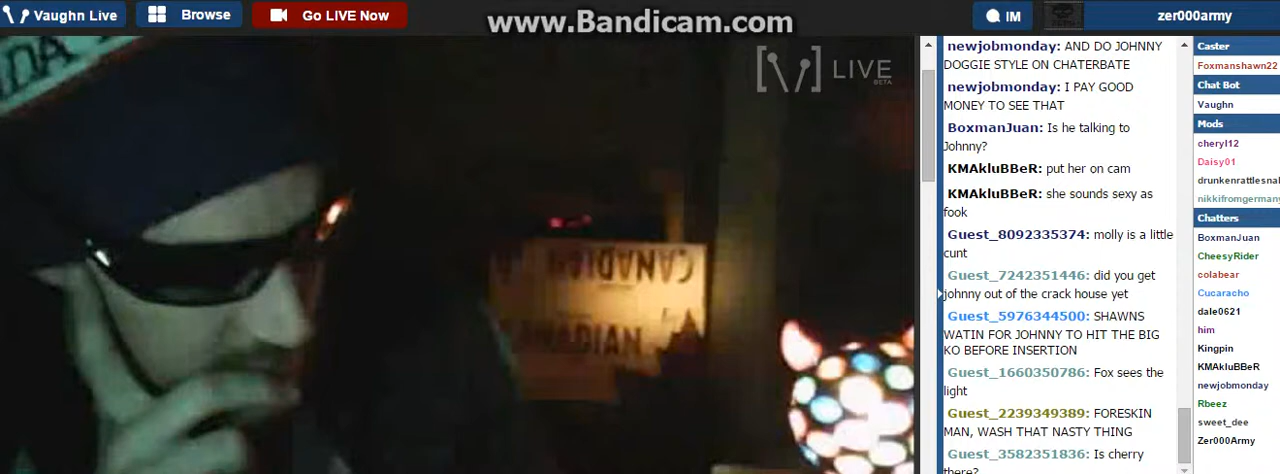 Vaughn Live
Browse
Go LIVE Now
www.Bandicam.com
IM
zer000army
LIVE
BETA
CANADIAN
CANADIAN
newjobmonday: AND DO JOHNNY
DOGGIE STYLE ON CHATERBATE
newjobmonday: I PAY GOOD
MONEY TO SEE THAT
BoxmanJuan: Is he talking to
Johnny?
KMAkluBBeR: put her on cam
KMAkluBBeR: she sounds sexy as
fook
Guest_8092335374: molly is a little
cunt
Guest_7242351446: did you get
johnny out of the crack house yet
Guest_5976344500: SHAWNS
WATIN FOR JOHNNY TO HIT THE BIG
KO BEFORE INSERTION
Guest_1660350786: Fox sees the
light
Guest_2239349389: FORESKIN
MAN, WASH THAT NASTY THING
Guest_3582351836: Is cherry
there?
Caster
Foxmanshawn22
Chat Bot
Vaughn
Mods
cheryl12
Daisy01
drunkenrattlesna
nikkifromgermany
Chatters
BoxmanJuan
CheesyRider
colabear
Cucaracho
dale0621
him
Kingpin
KMAkluBBeR
newjobmonday
Rbeez
sweet_dee
Zer000Army